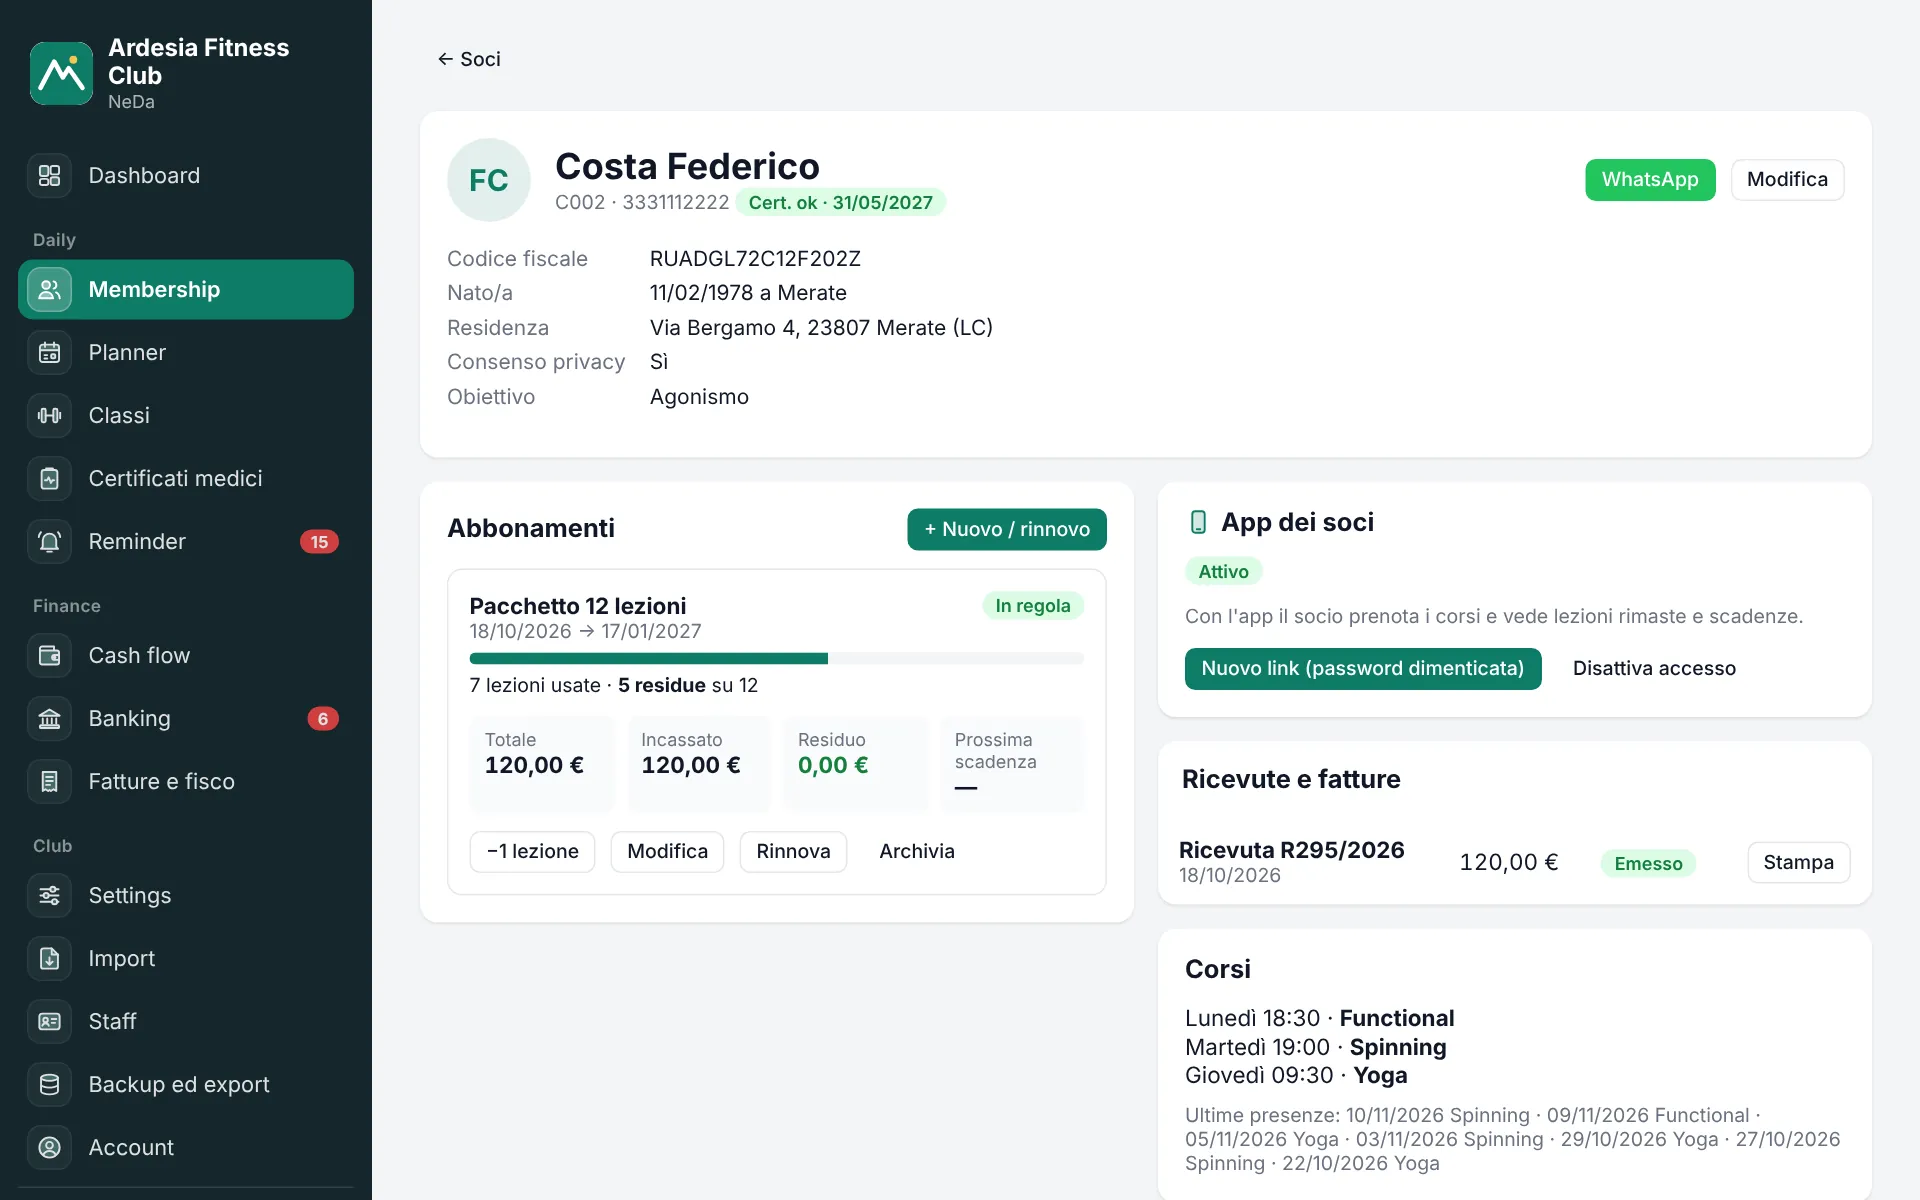 Ardesia Fitness
Club
NeDa
Dashboard
Daily
Membership
Planner
Classi
Certificati medici
Reminder 15
Finance
Cash flow
Banking 6
Fatture e fisco
Club
Settings
Import
Staff
Backup ed export
Account
← Soci
FC
Costa Federico
C002 · 3331112222 Cert. ok · 31/05/2027
WhatsApp
Modifica
Codice fiscale RUADGL72C12F202Z
Nato/a 11/02/1978 a Merate
Residenza Via Bergamo 4, 23807 Merate (LC)
Consenso privacy Sì
Obiettivo Agonismo
Abbonamenti
+ Nuovo / rinnovo
Pacchetto 12 lezioni
In regola
18/10/2026 → 17/01/2027
7 lezioni usate · 5 residue su 12
Totale
120,00 €
Incassato
120,00 €
Residuo
0,00 €
Prossima
scadenza
—
−1 lezione
Modifica
Rinnova
Archivia
App dei soci
Attivo
Con l'app il socio prenota i corsi e vede lezioni rimaste e scadenze.
Nuovo link (password dimenticata)
Disattiva accesso
Ricevute e fatture
Ricevuta R295/2026
18/10/2026
120,00 €
Emesso
Stampa
Corsi
Lunedì 18:30 · Functional
Martedì 19:00 · Spinning
Giovedì 09:30 · Yoga
Ultime presenze: 10/11/2026 Spinning · 09/11/2026 Functional ·
05/11/2026 Yoga · 03/11/2026 Spinning · 29/10/2026 Yoga · 27/10/2026
Spinning · 22/10/2026 Yoga